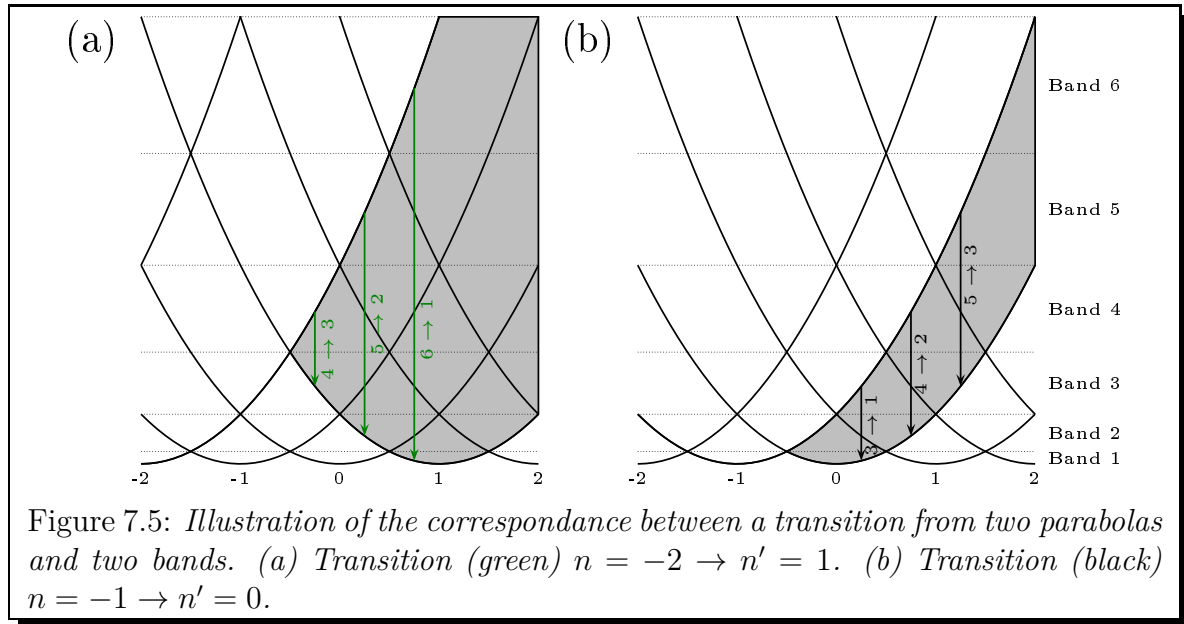 (a)
(b)
Band 6
Band 5
Band 4
Band 3
Band 2
Band 1
4 → 3
5 → 2
6 → 1
3 → 1
4 → 2
5 → 3
-2 -1 0 1 2
-2 -1 0 1 2
Figure 7.5: Illustration of the correspondance between a transition from two parabolas
and two bands. (a) Transition (green) n = −2 → n′ = 1. (b) Transition (black)
n = −1 → n′ = 0.